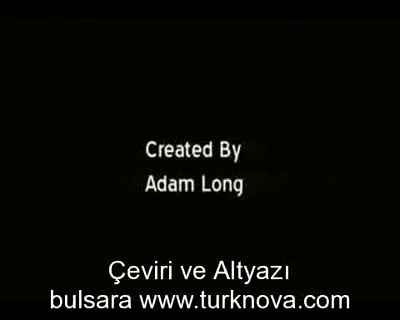 Created By
Adam Long
Çeviri ve Altyazı
bulsara www.turknova.com